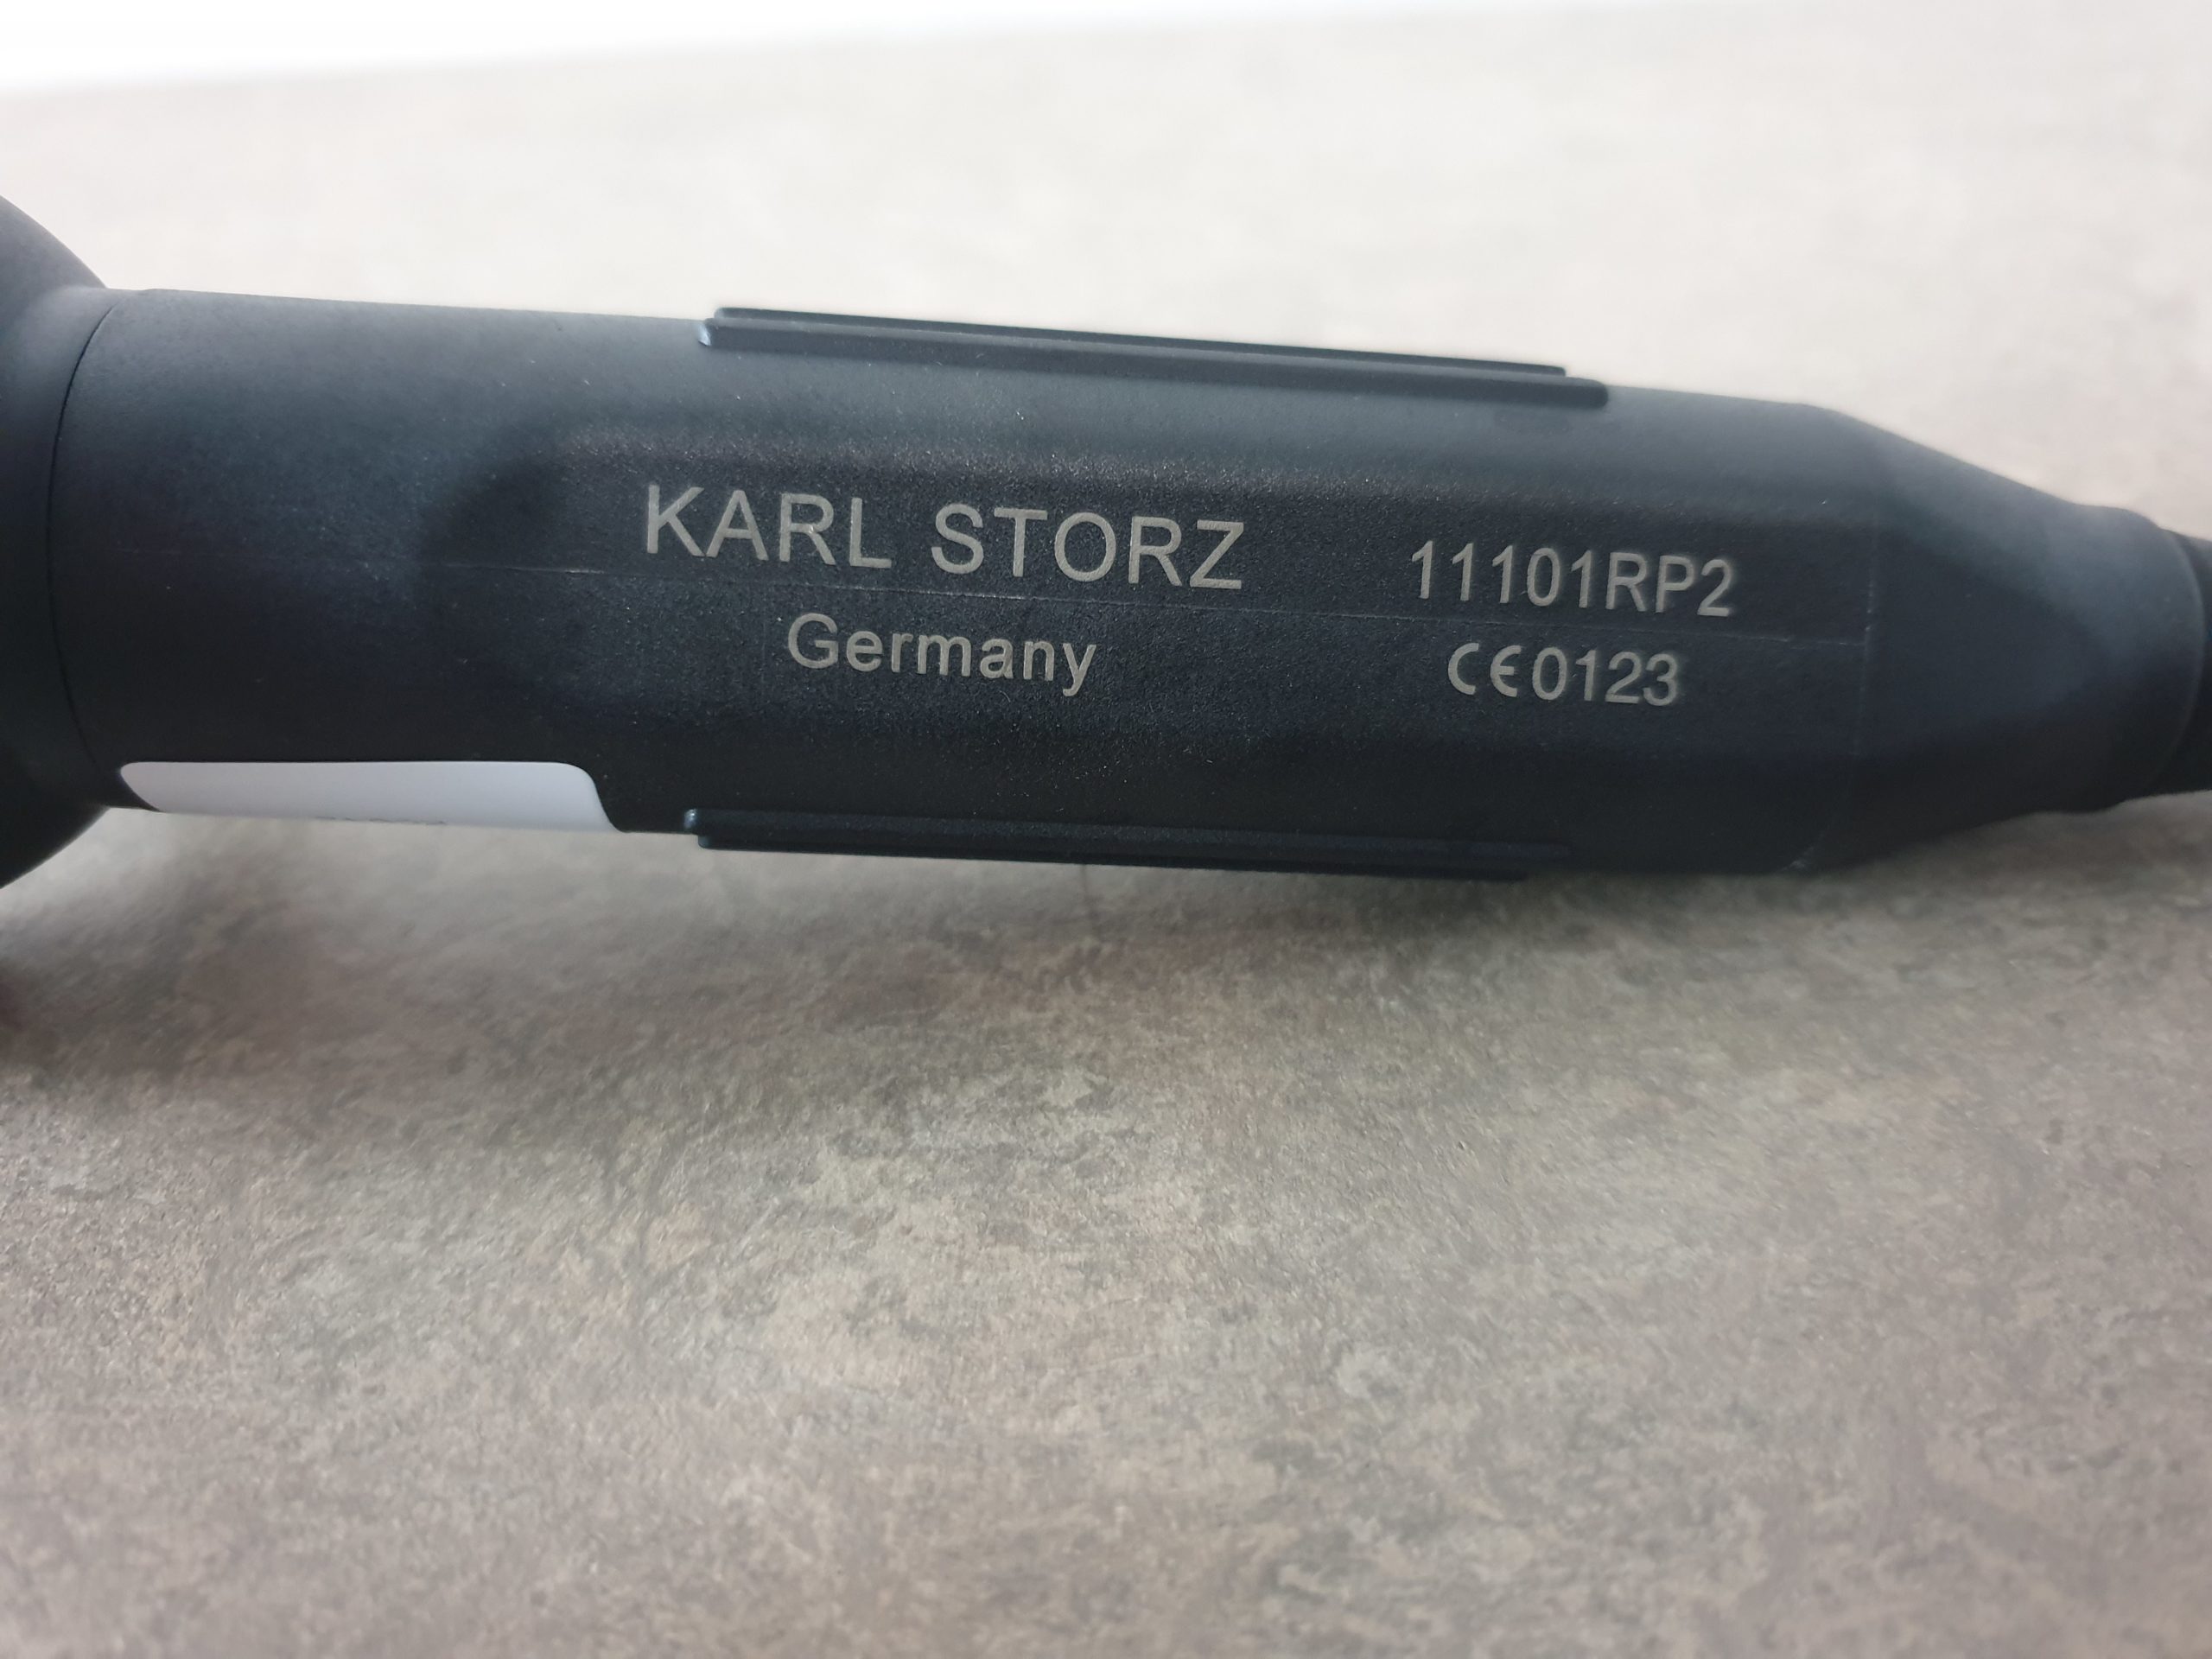 KARL STORZ
Germany
11101RP2
CE0123